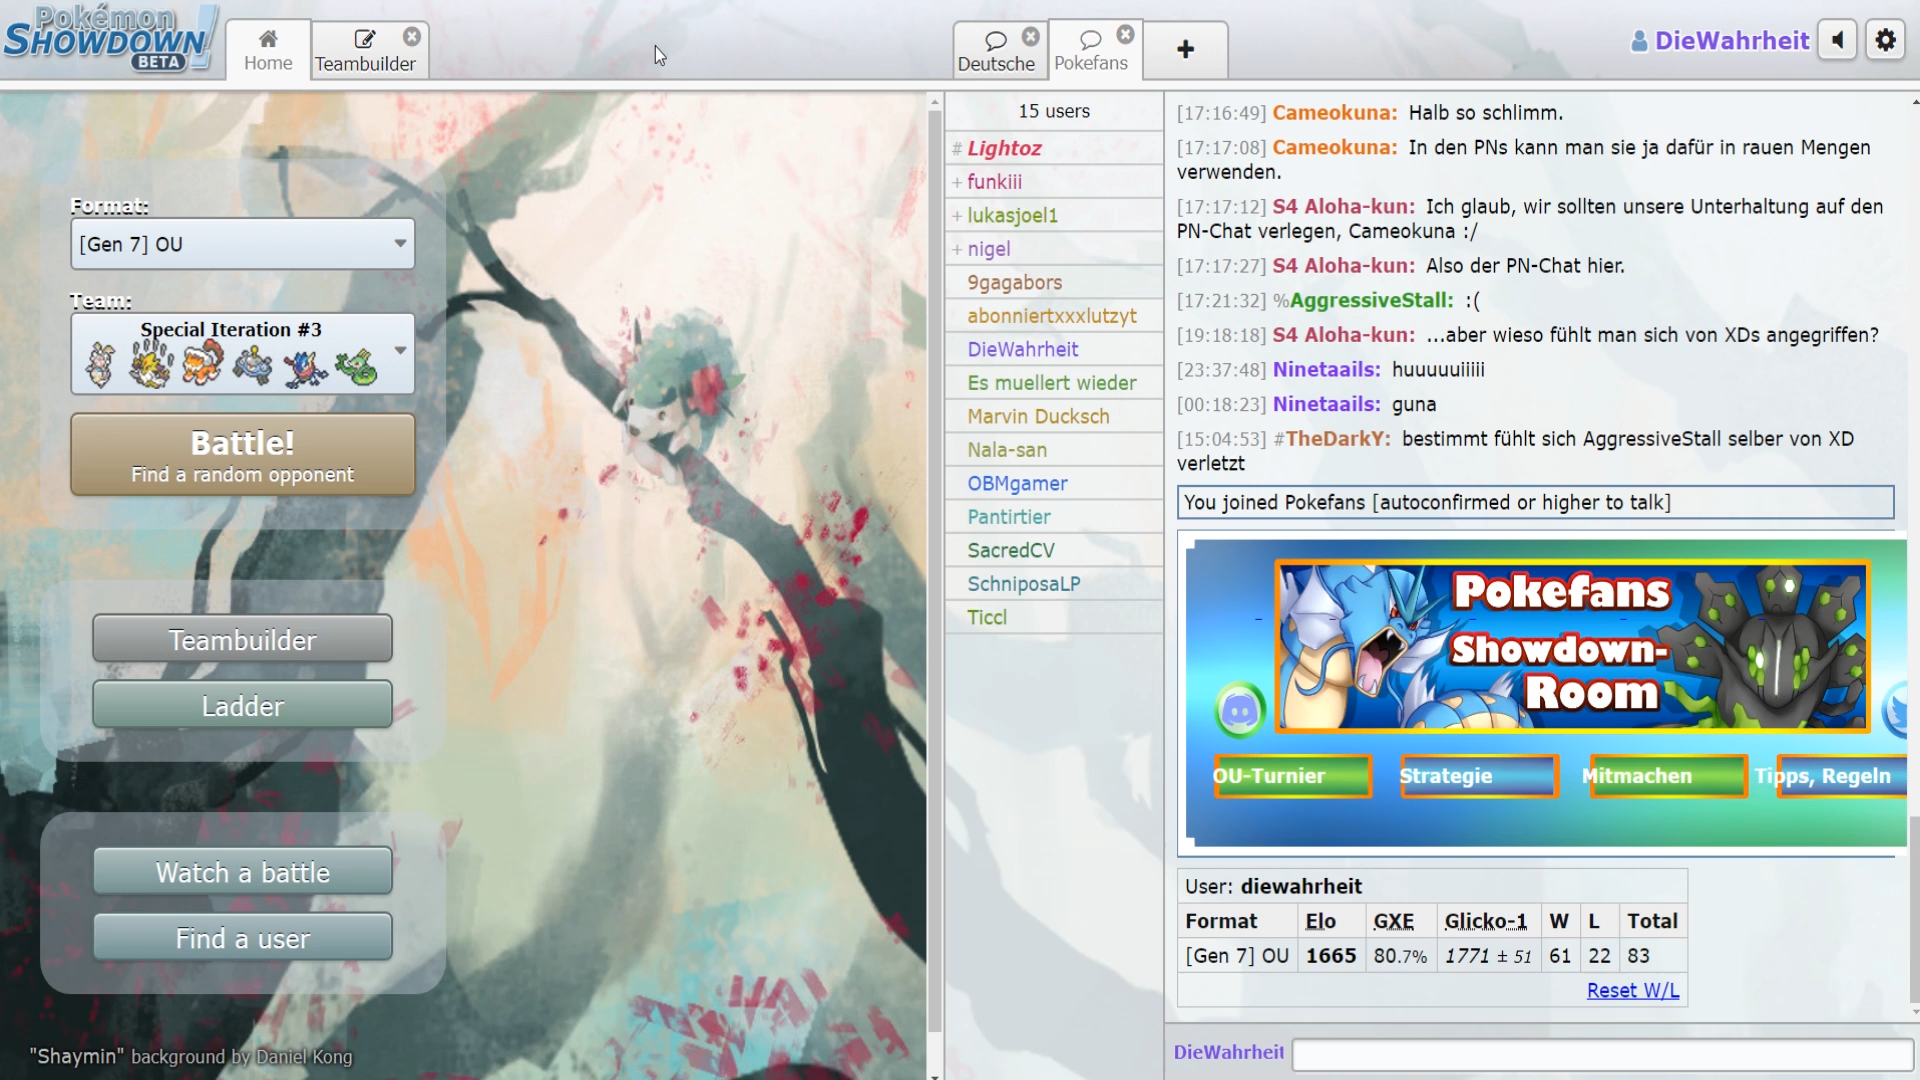 Pokémon
SHOWDOWN!
BETA
Home
Teambuilder
Deutsche
Pokefans
+
DieWahrheit
Format:
[Gen 7] OU
Team:
Special Iteration #3
Battle!
Find a random opponent
Teambuilder
Ladder
Watch a battle
Find a user
"Shaymin" background by Daniel Kong
15 users
# Lightoz
+ funkiii
+ lukasjoel1
+ nigel
9gagabors
abonniertxxxlutzyt
DieWahrheit
Es muellert wieder
Marvin Ducksch
Nala-san
OBMgamer
Pantirtier
SacredCV
SchniposaLP
Ticcl
[17:16:49] Cameokuna: Halb so schlimm.
[17:17:08] Cameokuna: In den PNs kann man sie ja dafür in rauen Mengen
verwenden.
[17:17:12] S4 Aloha-kun: Ich glaub, wir sollten unsere Unterhaltung auf den
PN-Chat verlegen, Cameokuna :/
[17:17:27] S4 Aloha-kun: Also der PN-Chat hier.
[17:21:32] %AggressiveStall: :(
[19:18:18] S4 Aloha-kun: ...aber wieso fühlt man sich von XDs angegriffen?
[23:37:48] Ninetaails: huuuuuiiiii
[00:18:23] Ninetaails: guna
[15:04:53] #TheDarkY: bestimmt fühlt sich AggressiveStall selber von XD
verletzt
You joined Pokefans [autoconfirmed or higher to talk]
Pokefans
Showdown-
Room
OU-Turnier Strategie Mitmachen Tipps, Regeln
User: diewahrheit
Format Elo GXE Glicko-1 W L Total
[Gen 7] OU 1665 80.7% 1771 ± 51 61 22 83
Reset W/L
DieWahrheit